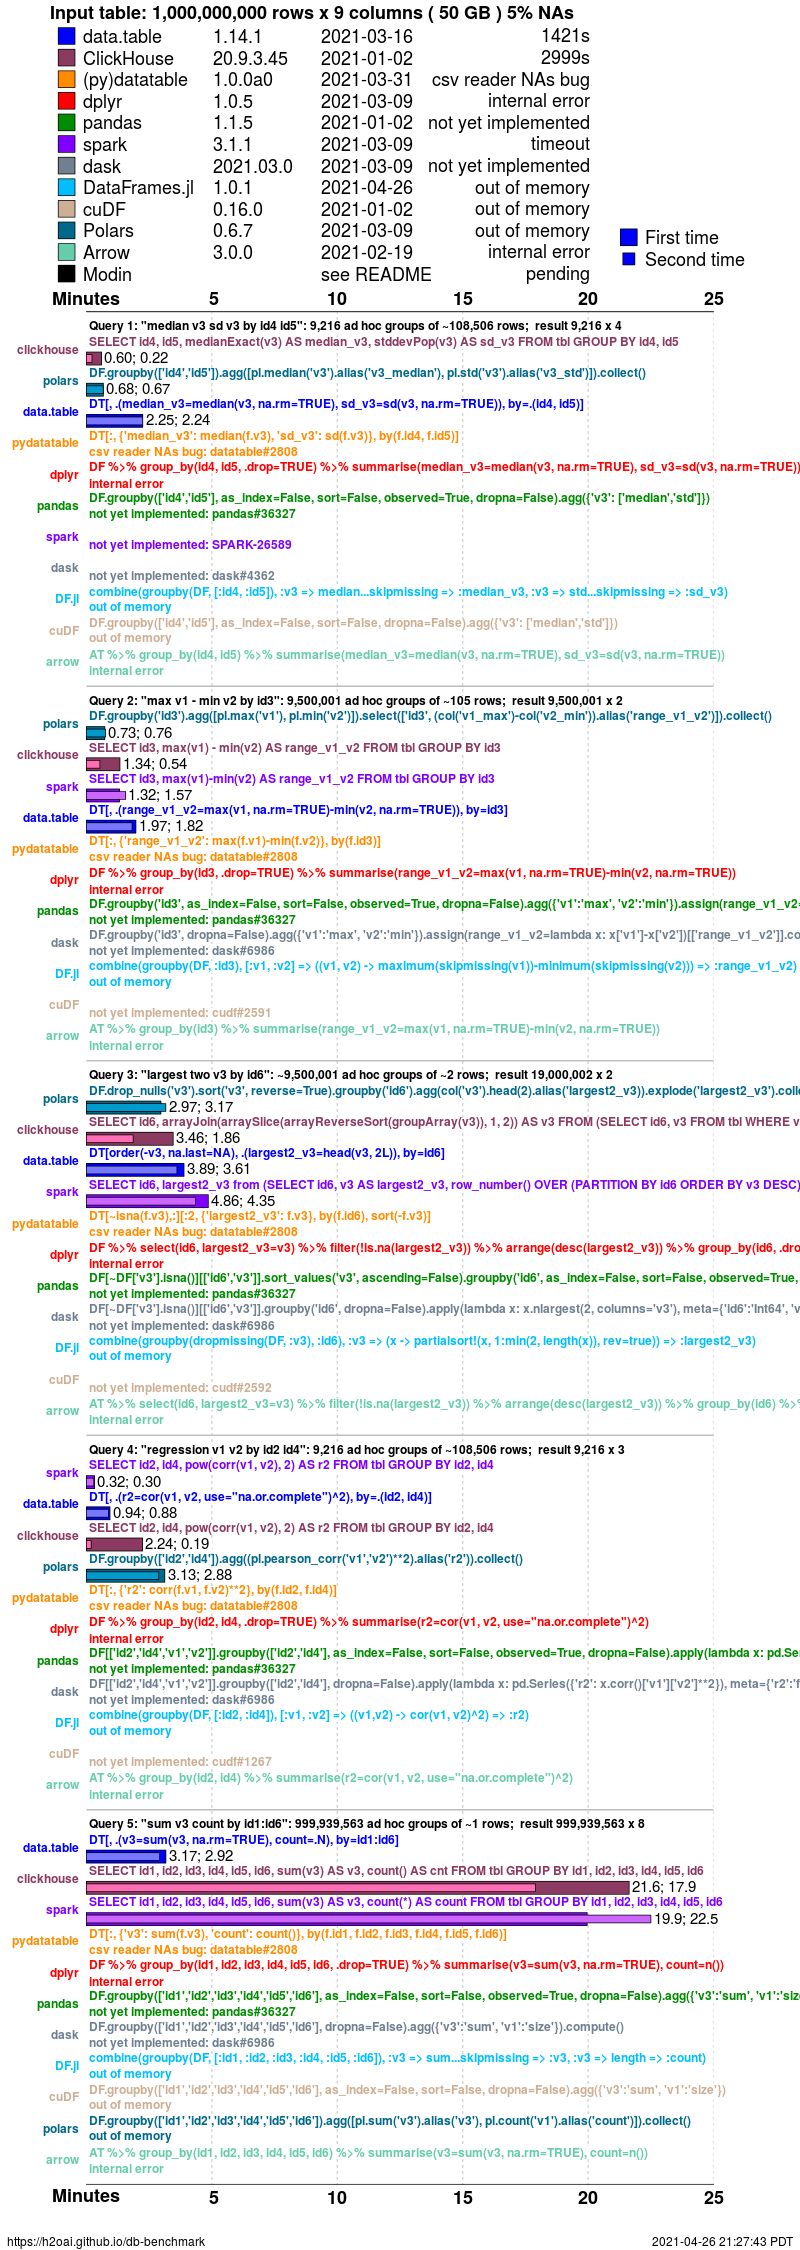 Input table: 1,000,000,000 rows x 9 columns ( 50 GB ) 5% NAs
data.table 1.14.1 2021-03-16 1421s
ClickHouse 20.9.3.45 2021-01-02 2999s
(py)datatable 1.0.0a0 2021-03-31 csv reader NAs bug
dplyr 1.0.5 2021-03-09 internal error
pandas 1.1.5 2021-01-02 not yet implemented
spark 3.1.1 2021-03-09 timeout
dask 2021.03.0 2021-03-09 not yet implemented
DataFrames.jl 1.0.1 2021-04-26 out of memory
cuDF 0.16.0 2021-01-02 out of memory
Polars 0.6.7 2021-03-09 out of memory
Arrow 3.0.0 2021-02-19 internal error
Modin see README pending
First time
Second time
Minutes 5 10 15 20 25
Query 1: "median v3 sd v3 by id4 id5": 9,216 ad hoc groups of ~108,506 rows; result 9,216 x 4
clickhouse SELECT id4, id5, medianExact(v3) AS median_v3, stddevPop(v3) AS sd_v3 FROM tbl GROUP BY id4, id5
0.60; 0.22
polars DF.groupby(['id4','id5']).agg([pl.median('v3').alias('v3_median'), pl.std('v3').alias('v3_std')]).collect()
0.68; 0.67
data.table DT[, .(median_v3=median(v3, na.rm=TRUE), sd_v3=sd(v3, na.rm=TRUE)), by=.(id4, id5)]
2.25; 2.24
pydatatable DT[:, {'median_v3': median(f.v3), 'sd_v3': sd(f.v3)}, by(f.id4, f.id5)]
csv reader NAs bug: datatable#2808
dplyr DF %>% group_by(id4, id5, .drop=TRUE) %>% summarise(median_v3=median(v3, na.rm=TRUE), sd_v3=sd(v3, na.rm=TRUE))
internal error
pandas DF.groupby(['id4','id5'], as_index=False, sort=False, observed=True, dropna=False).agg({'v3': ['median','std']})
not yet implemented: pandas#36327
spark
not yet implemented: SPARK-26589
dask
not yet implemented: dask#4362
DF.jl combine(groupby(DF, [:id4, :id5]), :v3 => median...skipmissing => :median_v3, :v3 => std...skipmissing => :sd_v3)
out of memory
cuDF DF.groupby(['id4','id5'], as_index=False, sort=False, dropna=False).agg({'v3': ['median','std']})
out of memory
arrow AT %>% group_by(id4, id5) %>% summarise(median_v3=median(v3, na.rm=TRUE), sd_v3=sd(v3, na.rm=TRUE))
internal error
Query 2: "max v1 - min v2 by id3": 9,500,001 ad hoc groups of ~105 rows; result 9,500,001 x 2
polars DF.groupby('id3').agg([pl.max('v1'), pl.min('v2')]).select(['id3', (col('v1_max')-col('v2_min')).alias('range_v1_v2')]).collect()
0.73; 0.76
clickhouse SELECT id3, max(v1) - min(v2) AS range_v1_v2 FROM tbl GROUP BY id3
1.34; 0.54
spark SELECT id3, max(v1)-min(v2) AS range_v1_v2 FROM tbl GROUP BY id3
1.32; 1.57
data.table DT[, .(range_v1_v2=max(v1, na.rm=TRUE)-min(v2, na.rm=TRUE)), by=id3]
1.97; 1.82
pydatatable DT[:, {'range_v1_v2': max(f.v1)-min(f.v2)}, by(f.id3)]
csv reader NAs bug: datatable#2808
dplyr DF %>% group_by(id3, .drop=TRUE) %>% summarise(range_v1_v2=max(v1, na.rm=TRUE)-min(v2, na.rm=TRUE))
internal error
pandas DF.groupby('id3', as_index=False, sort=False, observed=True, dropna=False).agg({'v1':'max', 'v2':'min'}).assign(range_v1_v2=
not yet implemented: pandas#36327
dask DF.groupby('id3', dropna=False).agg({'v1':'max', 'v2':'min'}).assign(range_v1_v2=lambda x: x['v1']-x['v2'])[['range_v1_v2']].co
not yet implemented: dask#6986
DF.jl combine(groupby(DF, :id3), [:v1, :v2] => ((v1, v2) -> maximum(skipmissing(v1))-minimum(skipmissing(v2))) => :range_v1_v2)
out of memory
cuDF
not yet implemented: cudf#2591
arrow AT %>% group_by(id3) %>% summarise(range_v1_v2=max(v1, na.rm=TRUE)-min(v2, na.rm=TRUE))
internal error
Query 3: "largest two v3 by id6": ~9,500,001 ad hoc groups of ~2 rows; result 19,000,002 x 2
polars DF.drop_nulls('v3').sort('v3', reverse=True).groupby('id6').agg(col('v3').head(2).alias('largest2_v3')).explode('largest2_v3').colle
2.97; 3.17
clickhouse SELECT id6, arrayJoin(arraySlice(arrayReverseSort(groupArray(v3)), 1, 2)) AS v3 FROM (SELECT id6, v3 FROM tbl WHERE v
3.46; 1.86
data.table DT[order(-v3, na.last=NA), .(largest2_v3=head(v3, 2L)), by=id6]
3.89; 3.61
spark SELECT id6, largest2_v3 from (SELECT id6, v3 AS largest2_v3, row_number() OVER (PARTITION BY id6 ORDER BY v3 DESC)
4.86; 4.35
pydatatable DT[~isna(f.v3),:][:2, {'largest2_v3': f.v3}, by(f.id6), sort(-f.v3)]
csv reader NAs bug: datatable#2808
dplyr DF %>% select(id6, largest2_v3=v3) %>% filter(!is.na(largest2_v3)) %>% arrange(desc(largest2_v3)) %>% group_by(id6, .dro
internal error
pandas DF[~DF['v3'].isna()][['id6','v3']].sort_values('v3', ascending=False).groupby('id6', as_index=False, sort=False, observed=True,
not yet implemented: pandas#36327
dask DF[~DF['v3'].isna()][['id6','v3']].groupby('id6', dropna=False).apply(lambda x: x.nlargest(2, columns='v3'), meta={'id6':'Int64', 'v
not yet implemented: dask#6986
DF.jl combine(groupby(dropmissing(DF, :v3), :id6), :v3 => (x -> partialsort!(x, 1:min(2, length(x)), rev=true)) => :largest2_v3)
out of memory
cuDF
not yet implemented: cudf#2592
arrow AT %>% select(id6, largest2_v3=v3) %>% filter(!is.na(largest2_v3)) %>% arrange(desc(largest2_v3)) %>% group_by(id6) %>%
internal error
Query 4: "regression v1 v2 by id2 id4": 9,216 ad hoc groups of ~108,506 rows; result 9,216 x 3
spark SELECT id2, id4, pow(corr(v1, v2), 2) AS r2 FROM tbl GROUP BY id2, id4
0.32; 0.30
data.table DT[, .(r2=cor(v1, v2, use="na.or.complete")^2), by=.(id2, id4)]
0.94; 0.88
clickhouse SELECT id2, id4, pow(corr(v1, v2), 2) AS r2 FROM tbl GROUP BY id2, id4
2.24; 0.19
polars DF.groupby(['id2','id4']).agg((pl.pearson_corr('v1','v2')**2).alias('r2')).collect()
3.13; 2.88
pydatatable DT[:, {'r2': corr(f.v1, f.v2)**2}, by(f.id2, f.id4)]
csv reader NAs bug: datatable#2808
dplyr DF %>% group_by(id2, id4, .drop=TRUE) %>% summarise(r2=cor(v1, v2, use="na.or.complete")^2)
internal error
pandas DF[['id2','id4','v1','v2']].groupby(['id2','id4'], as_index=False, sort=False, observed=True, dropna=False).apply(lambda x: pd.Se
not yet implemented: pandas#36327
dask DF[['id2','id4','v1','v2']].groupby(['id2','id4'], dropna=False).apply(lambda x: pd.Series({'r2': x.corr()['v1']['v2']**2}), meta={'r2':'f
not yet implemented: dask#6986
DF.jl combine(groupby(DF, [:id2, :id4]), [:v1, :v2] => ((v1,v2) -> cor(v1, v2)^2) => :r2)
out of memory
cuDF
not yet implemented: cudf#1267
arrow AT %>% group_by(id2, id4) %>% summarise(r2=cor(v1, v2, use="na.or.complete")^2)
internal error
Query 5: "sum v3 count by id1:id6": 999,939,563 ad hoc groups of ~1 rows; result 999,939,563 x 8
data.table DT[, .(v3=sum(v3, na.rm=TRUE), count=.N), by=id1:id6]
3.17; 2.92
clickhouse SELECT id1, id2, id3, id4, id5, id6, sum(v3) AS v3, count() AS cnt FROM tbl GROUP BY id1, id2, id3, id4, id5, id6
21.6; 17.9
spark SELECT id1, id2, id3, id4, id5, id6, sum(v3) AS v3, count(*) AS count FROM tbl GROUP BY id1, id2, id3, id4, id5, id6
19.9; 22.5
pydatatable DT[:, {'v3': sum(f.v3), 'count': count()}, by(f.id1, f.id2, f.id3, f.id4, f.id5, f.id6)]
csv reader NAs bug: datatable#2808
dplyr DF %>% group_by(id1, id2, id3, id4, id5, id6, .drop=TRUE) %>% summarise(v3=sum(v3, na.rm=TRUE), count=n())
internal error
pandas DF.groupby(['id1','id2','id3','id4','id5','id6'], as_index=False, sort=False, observed=True, dropna=False).agg({'v3':'sum', 'v1':'size
not yet implemented: pandas#36327
dask DF.groupby(['id1','id2','id3','id4','id5','id6'], dropna=False).agg({'v3':'sum', 'v1':'size'}).compute()
not yet implemented: dask#6986
DF.jl combine(groupby(DF, [:id1, :id2, :id3, :id4, :id5, :id6]), :v3 => sum...skipmissing => :v3, :v3 => length => :count)
out of memory
cuDF DF.groupby(['id1','id2','id3','id4','id5','id6'], as_index=False, sort=False, dropna=False).agg({'v3':'sum', 'v1':'size'})
out of memory
polars DF.groupby(['id1','id2','id3','id4','id5','id6']).agg([pl.sum('v3').alias('v3'), pl.count('v1').alias('count')]).collect()
out of memory
arrow AT %>% group_by(id1, id2, id3, id4, id5, id6) %>% summarise(v3=sum(v3, na.rm=TRUE), count=n())
internal error
Minutes 5 10 15 20 25
https://h2oai.github.io/db-benchmark 2021-04-26 21:27:43 PDT